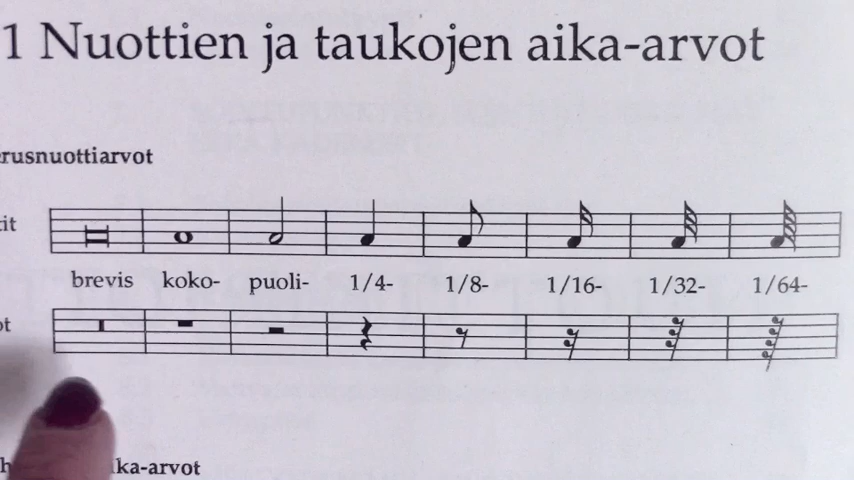 1 Nuottien ja taukojen aika-arvot
erusnuottiarvot
it
brevis koko- puoli- 1/4- 1/8- 1/16- 1/32- 1/64-
ot
ka-arvot